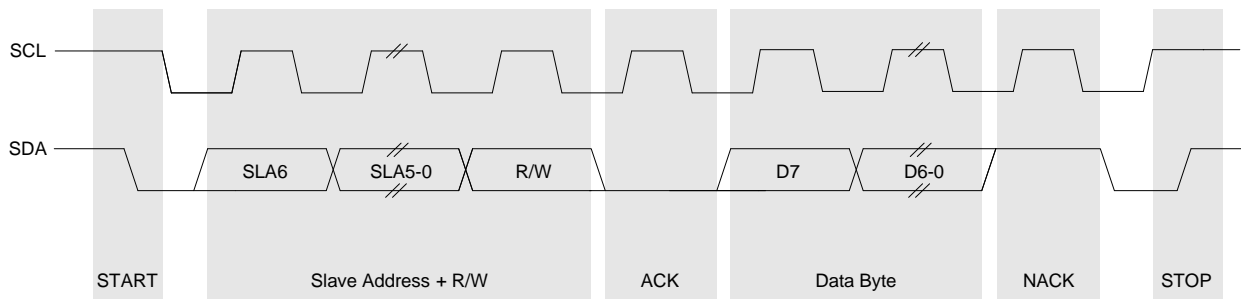 SCL
SDA
SLA6 SLA5-0 R/W D7 D6-0
START Slave Address + R/W ACK Data Byte NACK STOP